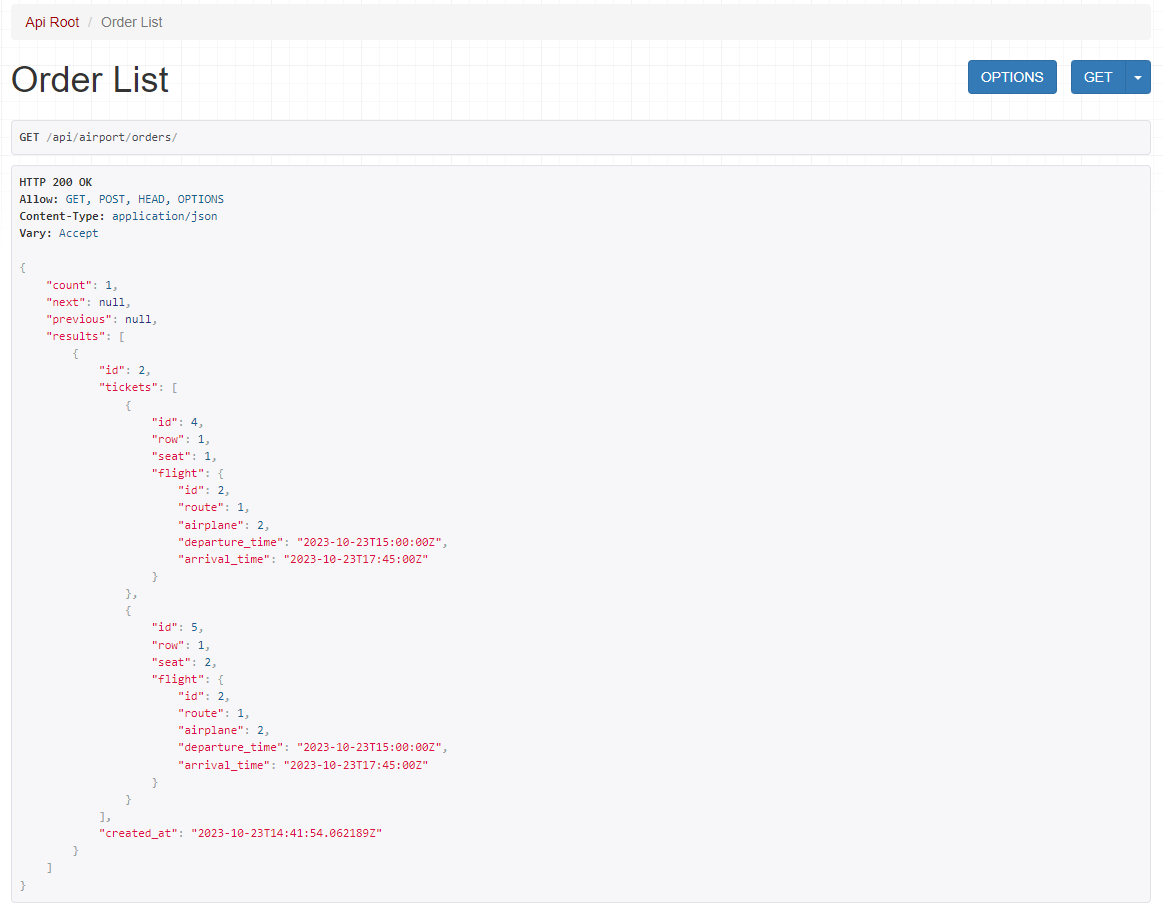 Api Root / Order List
Order List
OPTIONS GET
GET /api/airport/orders/
HTTP 200 OK
Allow: GET, POST, HEAD, OPTIONS
Content-Type: application/json
Vary: Accept
{
    "count": 1,
    "next": null,
    "previous": null,
    "results": [
        {
            "id": 2,
            "tickets": [
                {
                    "id": 4,
                    "row": 1,
                    "seat": 1,
                    "flight": {
                        "id": 2,
                        "route": 1,
                        "airplane": 2,
                        "departure_time": "2023-10-23T15:00:00Z",
                        "arrival_time": "2023-10-23T17:45:00Z"
                    }
                },
                {
                    "id": 5,
                    "row": 1,
                    "seat": 2,
                    "flight": {
                        "id": 2,
                        "route": 1,
                        "airplane": 2,
                        "departure_time": "2023-10-23T15:00:00Z",
                        "arrival_time": "2023-10-23T17:45:00Z"
                    }
                }
            ],
            "created_at": "2023-10-23T14:41:54.062189Z"
        }
    ]
}